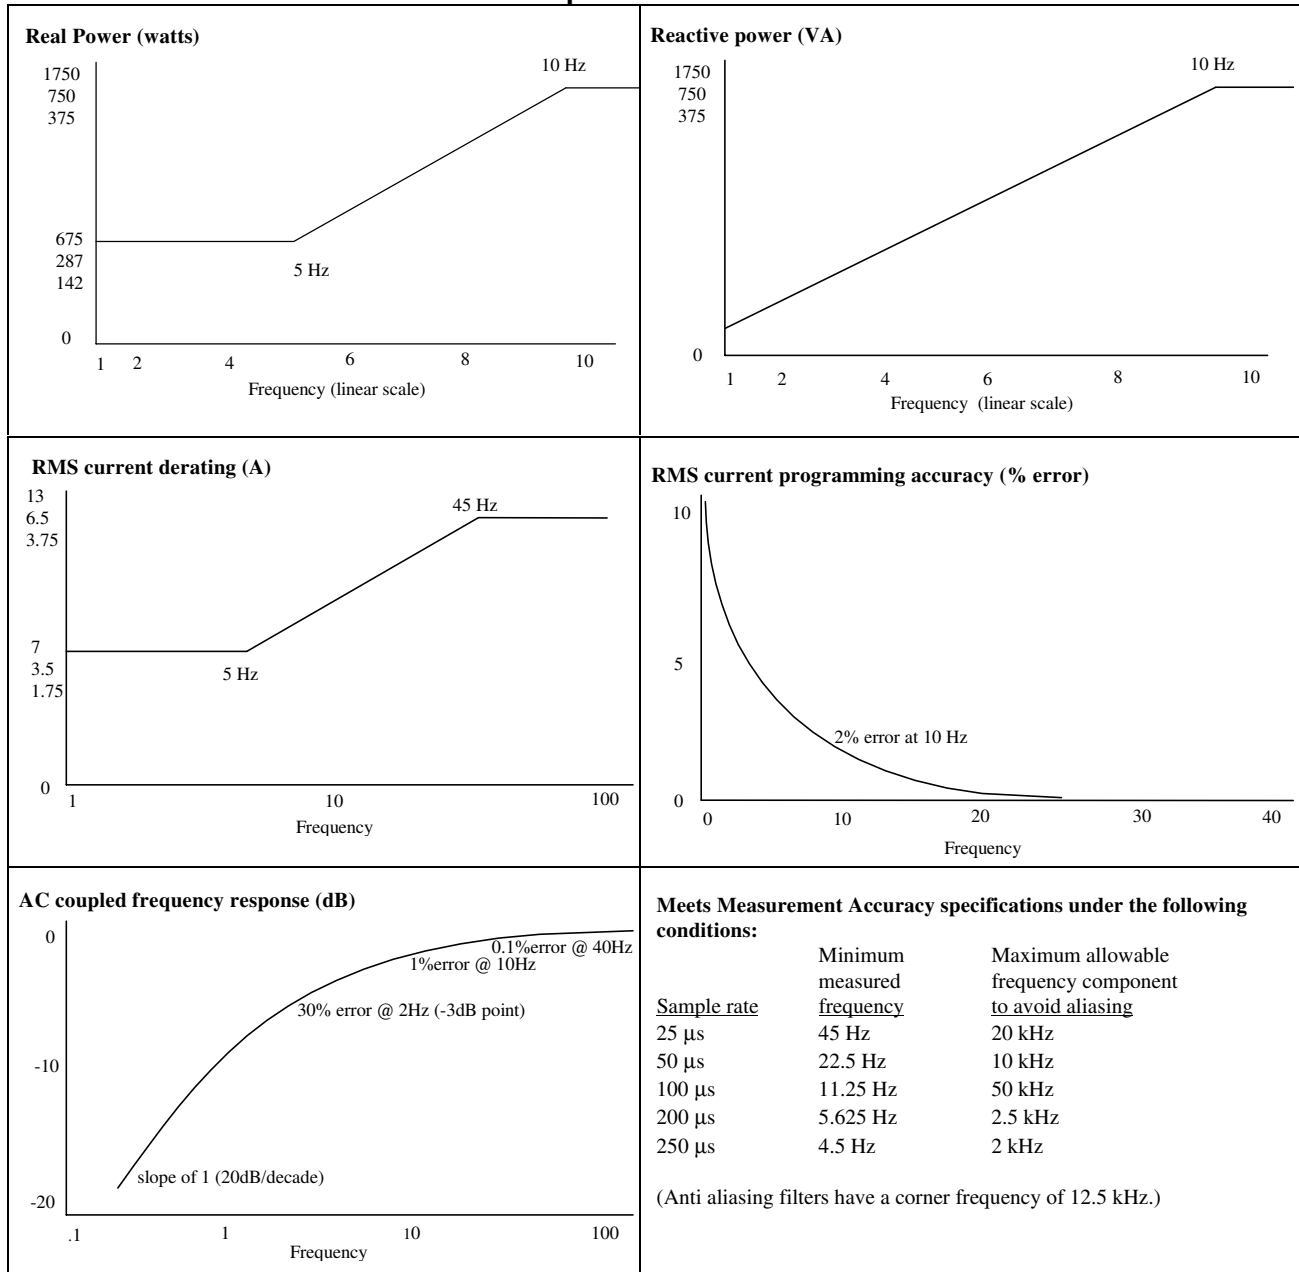 Real Power (watts)
1750
750
375
10 Hz
675
287
142
5 Hz
0
1 2 4 6 8 10
Frequency (linear scale)
Reactive power (VA)
1750
750
375
10 Hz
0
1 2 4 6 8 10
Frequency (linear scale)
RMS current derating (A)
13
6.5
3.75
45 Hz
7
3.5
1.75
5 Hz
0
1 10 100
Frequency
RMS current programming accuracy (% error)
10
5
2% error at 10 Hz
0
0 10 20 30 40
Frequency
AC coupled frequency response (dB)
0
0.1%error @ 40Hz
1%error @ 10Hz
30% error @ 2Hz (-3dB point)
-10
slope of 1 (20dB/decade)
-20
.1 1 10 100
Frequency
Meets Measurement Accuracy specifications under the following
conditions:
Minimum Maximum allowable
measured frequency component
Sample rate frequency to avoid aliasing
25 µs 45 Hz 20 kHz
50 µs 22.5 Hz 10 kHz
100 µs 11.25 Hz 50 kHz
200 µs 5.625 Hz 2.5 kHz
250 µs 4.5 Hz 2 kHz
(Anti aliasing filters have a corner frequency of 12.5 kHz.)